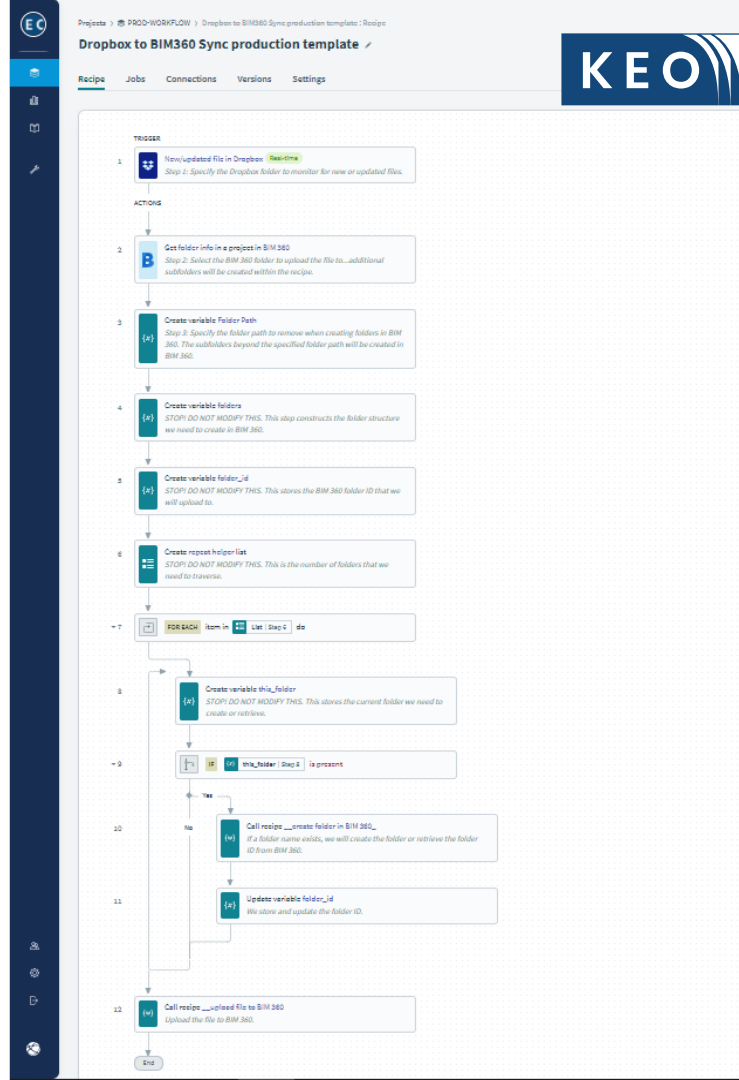 EC
Projects > PROD-WORKFLOW > Dropbox to BIM360 Sync production template : Recipe
Dropbox to BIM360 Sync production template
KEO
Recipe Jobs Connections Versions Settings
TRIGGER
1
New/updated file in Dropbox Real-time
Step 1: Specify the Dropbox folder to monitor for new or updated files.
ACTIONS
2
Get folder info in a project in BIM 360
B
Step 2: Select the BIM 360 folder to upload the file to...additional
subfolders will be created within the recipe.
3
Create variable Folder Path
{x}
Step 3: Specify the folder path to remove when creating folders in BIM
360. The subfolders beyond the specified folder path will be created in
BIM 360.
4
Create variable folders
{x}
STOP! DO NOT MODIFY THIS. This step constructs the folder structure
we need to create in BIM 360.
5
Create variable folder_id
{x}
STOP! DO NOT MODIFY THIS. This stores the BIM 360 folder ID that we
will upload to.
6
Create repeat helper list
STOP! DO NOT MODIFY THIS. This is the number of folders that we
need to traverse.
7 FOR EACH item in List | Step 6 do
8
Create variable this_folder
{x}
STOP! DO NOT MODIFY THIS. This stores the current folder we need to
create or retrieve.
9 IF {x} this_folder | Step 8 is present
Yes
10
No
Call recipe __create folder in BIM 360_
{w}
If a folder name exists, we will create the folder or retrieve the folder
ID from BIM 360.
11
Update variable folder_id
{x}
We store and update the folder ID.
12
Call recipe __upload file to BIM 360
{w}
Upload the file to BIM 360.
End